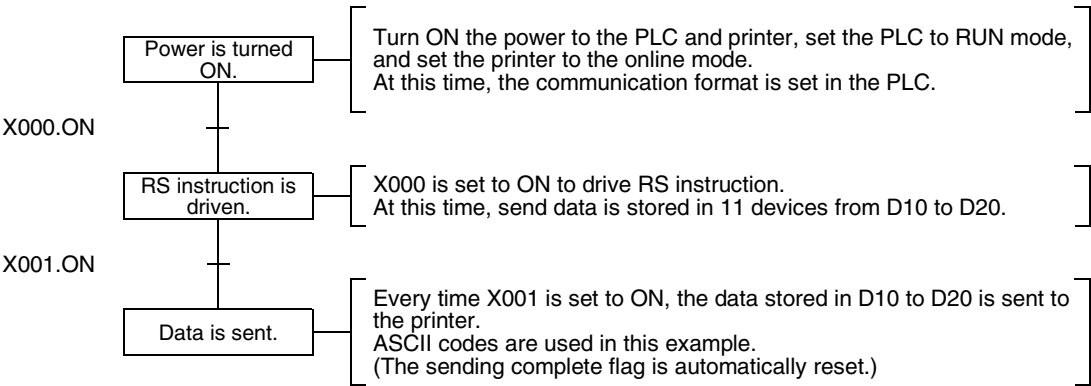 Power is turned
ON.
Turn ON the power to the PLC and printer, set the PLC to RUN mode,
and set the printer to the online mode.
At this time, the communication format is set in the PLC.
X000.ON
RS instruction is
driven.
X000 is set to ON to drive RS instruction.
At this time, send data is stored in 11 devices from D10 to D20.
X001.ON
Data is sent.
Every time X001 is set to ON, the data stored in D10 to D20 is sent to
the printer.
ASCII codes are used in this example.
(The sending complete flag is automatically reset.)